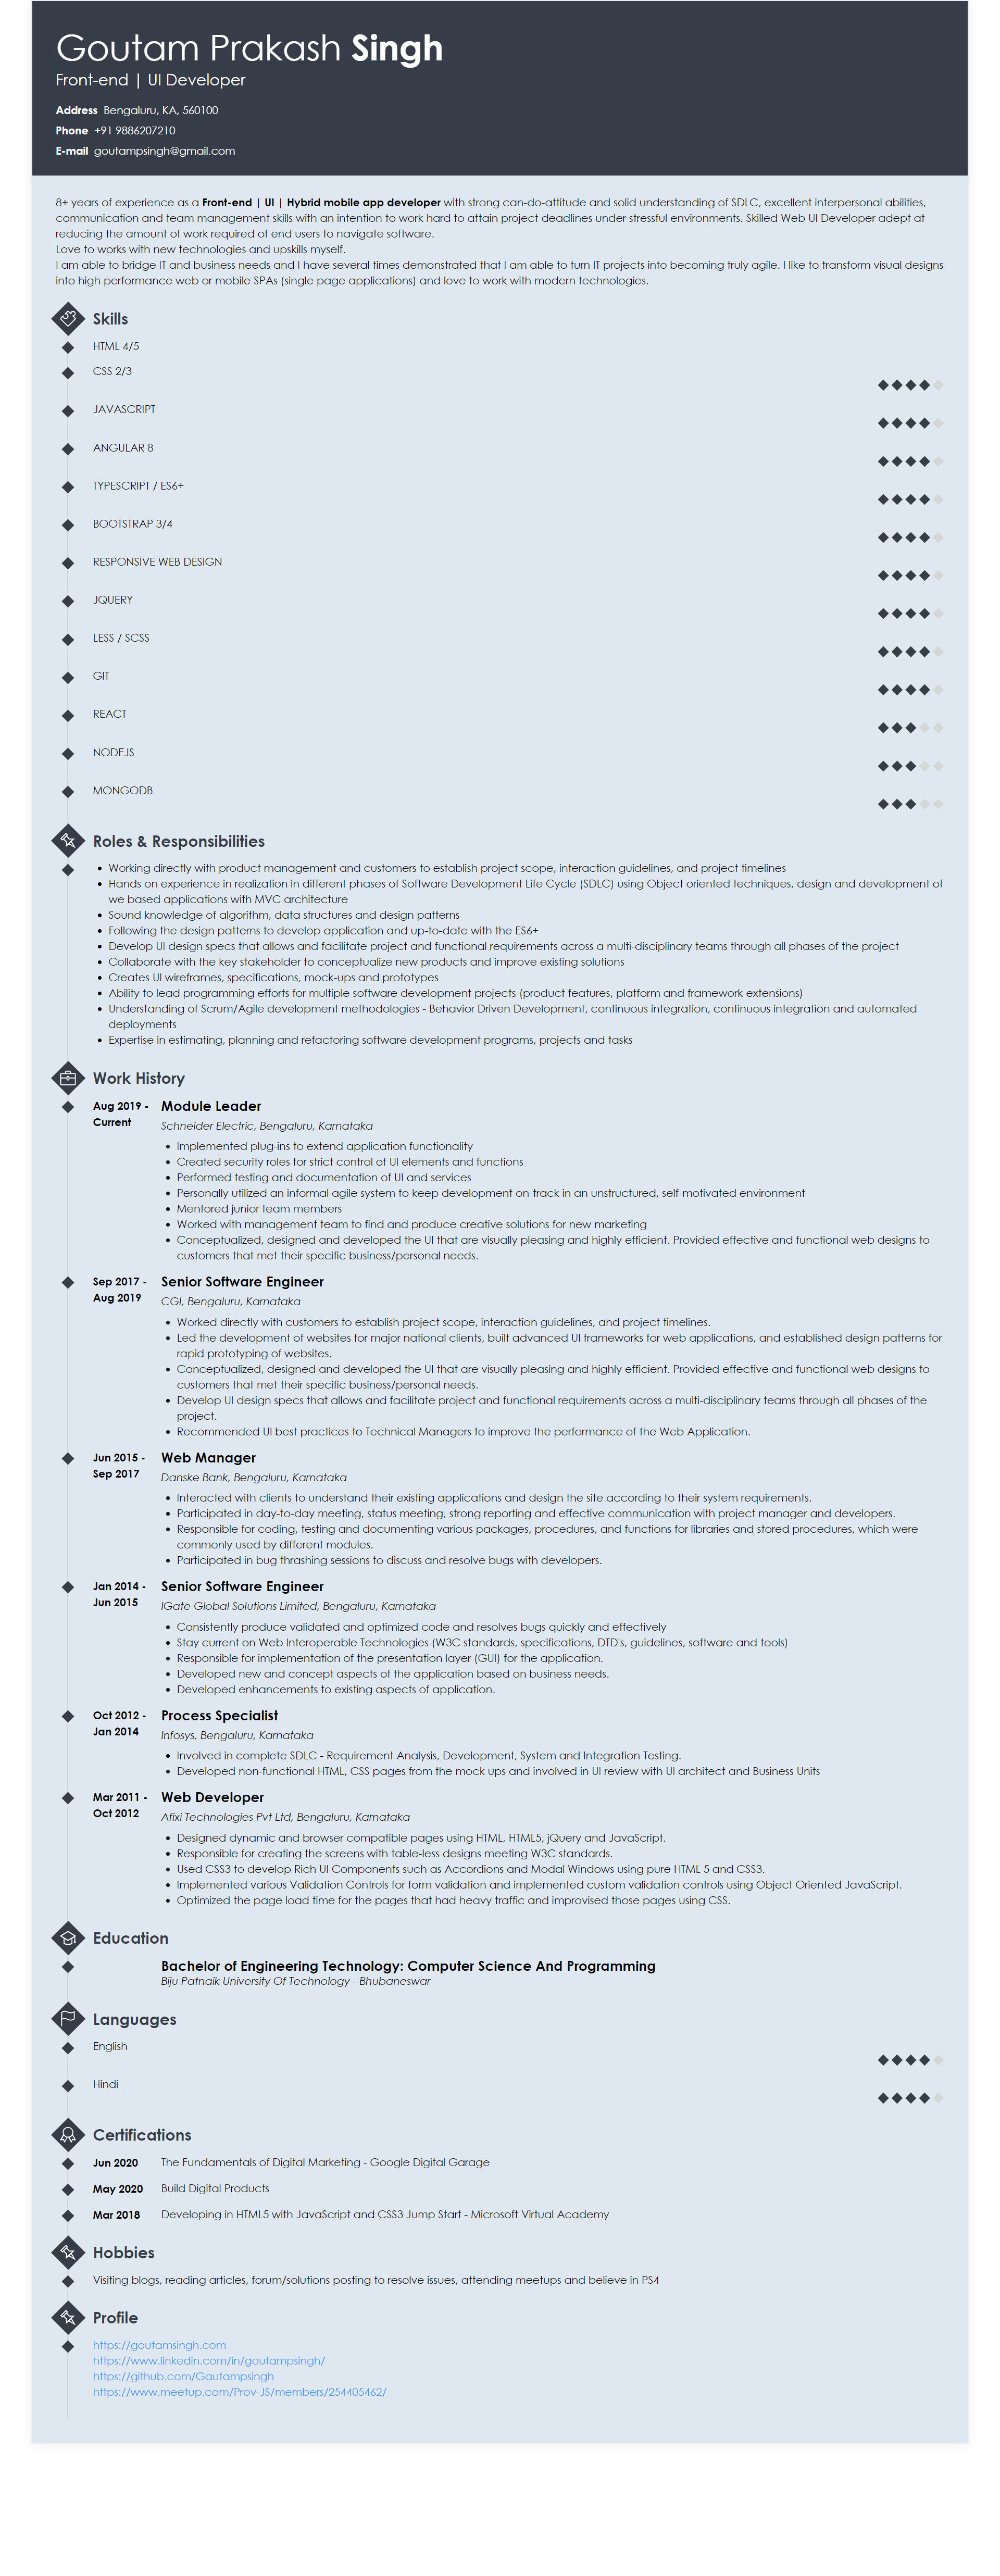 Goutam Prakash Singh
Front-end | UI Developer
Address Bengaluru, KA, 560100
Phone +91 9886207210
E-mail goutampsingh@gmail.com
8+ years of experience as a Front-end | UI | Hybrid mobile app developer with strong can-do-attitude and solid understanding of SDLC, excellent interpersonal abilities,
communication and team management skills with an intention to work hard to attain project deadlines under stressful environments. Skilled Web UI Developer adept at
reducing the amount of work required of end users to navigate software.
Love to works with new technologies and upskills myself.
I am able to bridge IT and business needs and I have several times demonstrated that I am able to turn IT projects into becoming truly agile. I like to transform visual designs
into high performance web or mobile SPAs (single page applications) and love to work with modern technologies.
Skills
HTML 4/5
CSS 2/3
JAVASCRIPT
ANGULAR 8
TYPESCRIPT / ES6+
BOOTSTRAP 3/4
RESPONSIVE WEB DESIGN
JQUERY
LESS / SCSS
GIT
REACT
NODEJS
MONGODB
Roles & Responsibilities
• Working directly with product management and customers to establish project scope, interaction guidelines, and project timelines
• Hands on experience in realization in different phases of Software Development Life Cycle (SDLC) using Object oriented techniques, design and development of
we based applications with MVC architecture
• Sound knowledge of algorithm, data structures and design patterns
• Following the design patterns to develop application and up-to-date with the ES6+
• Develop UI design specs that allows and facilitate project and functional requirements across a multi-disciplinary teams through all phases of the project
• Collaborate with the key stakeholder to conceptualize new products and improve existing solutions
• Creates UI wireframes, specifications, mock-ups and prototypes
• Ability to lead programming efforts for multiple software development projects (product features, platform and framework extensions)
• Understanding of Scrum/Agile development methodologies - Behavior Driven Development, continuous integration, continuous integration and automated
deployments
• Expertise in estimating, planning and refactoring software development programs, projects and tasks
Work History
Aug 2019 - Module Leader
Current Schneider Electric, Bengaluru, Karnataka
• Implemented plug-ins to extend application functionality
• Created security roles for strict control of UI elements and functions
• Performed testing and documentation of UI and services
• Personally utilized an informal agile system to keep development on-track in an unstructured, self-motivated environment
• Mentored junior team members
• Worked with management team to find and produce creative solutions for new marketing
• Conceptualized, designed and developed the UI that are visually pleasing and highly efficient. Provided effective and functional web designs to
customers that met their specific business/personal needs.
Sep 2017 - Senior Software Engineer
Aug 2019 CGI, Bengaluru, Karnataka
• Worked directly with customers to establish project scope, interaction guidelines, and project timelines.
• Led the development of websites for major national clients, built advanced UI frameworks for web applications, and established design patterns for
rapid prototyping of websites.
• Conceptualized, designed and developed the UI that are visually pleasing and highly efficient. Provided effective and functional web designs to
customers that met their specific business/personal needs.
• Develop UI design specs that allows and facilitate project and functional requirements across a multi-disciplinary teams through all phases of the
project.
• Recommended UI best practices to Technical Managers to improve the performance of the Web Application.
Jun 2015 - Web Manager
Sep 2017 Danske Bank, Bengaluru, Karnataka
• Interacted with clients to understand their existing applications and design the site according to their system requirements.
• Participated in day-to-day meeting, status meeting, strong reporting and effective communication with project manager and developers.
• Responsible for coding, testing and documenting various packages, procedures, and functions for libraries and stored procedures, which were
commonly used by different modules.
• Participated in bug thrashing sessions to discuss and resolve bugs with developers.
Jan 2014 - Senior Software Engineer
Jun 2015 IGate Global Solutions Limited, Bengaluru, Karnataka
• Consistently produce validated and optimized code and resolves bugs quickly and effectively
• Stay current on Web Interoperable Technologies (W3C standards, specifications, DTD's, guidelines, software and tools)
• Responsible for implementation of the presentation layer (GUI) for the application.
• Developed new and concept aspects of the application based on business needs.
• Developed enhancements to existing aspects of application.
Oct 2012 - Process Specialist
Jan 2014 Infosys, Bengaluru, Karnataka
• Involved in complete SDLC - Requirement Analysis, Development, System and Integration Testing.
• Developed non-functional HTML, CSS pages from the mock ups and involved in UI review with UI architect and Business Units
Mar 2011 - Web Developer
Oct 2012 Afixi Technologies Pvt Ltd, Bengaluru, Karnataka
• Designed dynamic and browser compatible pages using HTML, HTML5, jQuery and JavaScript.
• Responsible for creating the screens with table-less designs meeting W3C standards.
• Used CSS3 to develop Rich UI Components such as Accordions and Modal Windows using pure HTML 5 and CSS3.
• Implemented various Validation Controls for form validation and implemented custom validation controls using Object Oriented JavaScript.
• Optimized the page load time for the pages that had heavy traffic and improvised those pages using CSS.
Education
Bachelor of Engineering Technology: Computer Science And Programming
Biju Patnaik University Of Technology - Bhubaneswar
Languages
English
Hindi
Certifications
Jun 2020 The Fundamentals of Digital Marketing - Google Digital Garage
May 2020 Build Digital Products
Mar 2018 Developing in HTML5 with JavaScript and CSS3 Jump Start - Microsoft Virtual Academy
Hobbies
Visiting blogs, reading articles, forum/solutions posting to resolve issues, attending meetups and believe in PS4
Profile
https://goutamsingh.com
https://www.linkedin.com/in/goutampsingh/
https://github.com/Gautampsingh
https://www.meetup.com/Prov-JS/members/254405462/